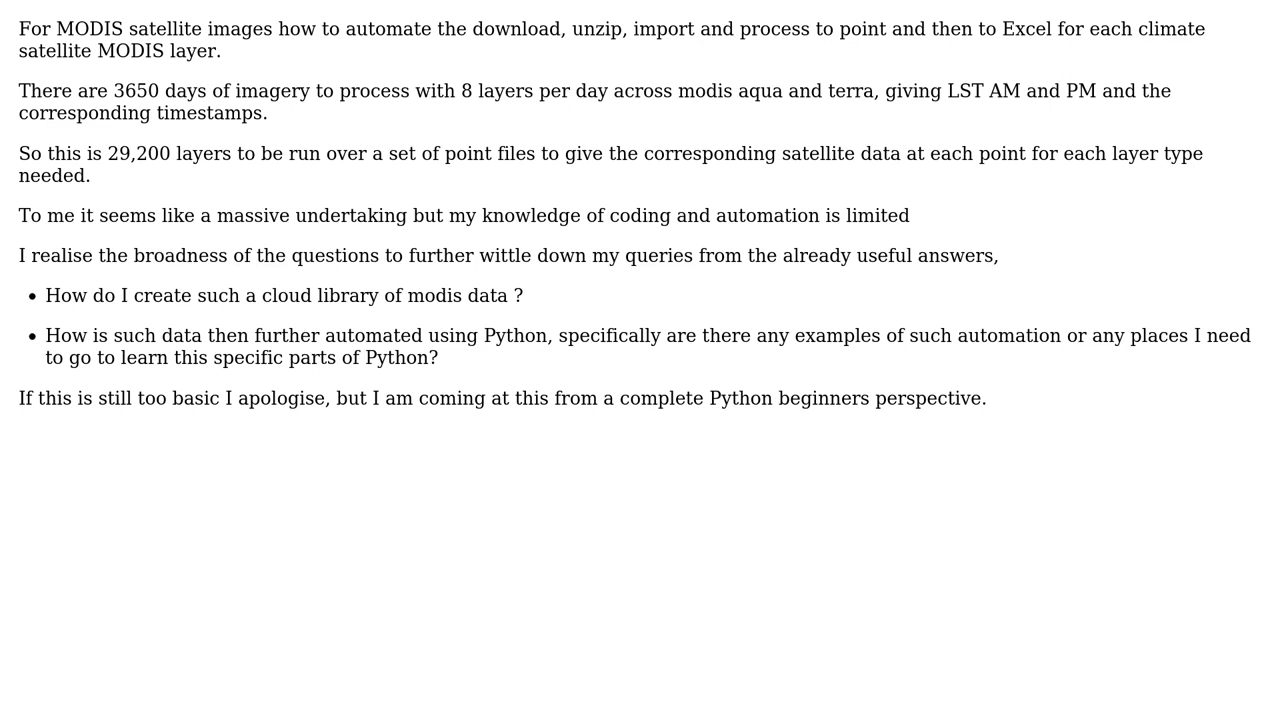 For MODIS satellite images how to automate the download, unzip, import and process to point and then to Excel for each climate
satellite MODIS layer.
There are 3650 days of imagery to process with 8 layers per day across modis aqua and terra, giving LST AM and PM and the
corresponding timestamps.
So this is 29,200 layers to be run over a set of point files to give the corresponding satellite data at each point for each layer type
needed.
To me it seems like a massive undertaking but my knowledge of coding and automation is limited
I realise the broadness of the questions to further wittle down my queries from the already useful answers,
• How do I create such a cloud library of modis data ?
• How is such data then further automated using Python, specifically are there any examples of such automation or any places I need
to go to learn this specific parts of Python?
If this is still too basic I apologise, but I am coming at this from a complete Python beginners perspective.